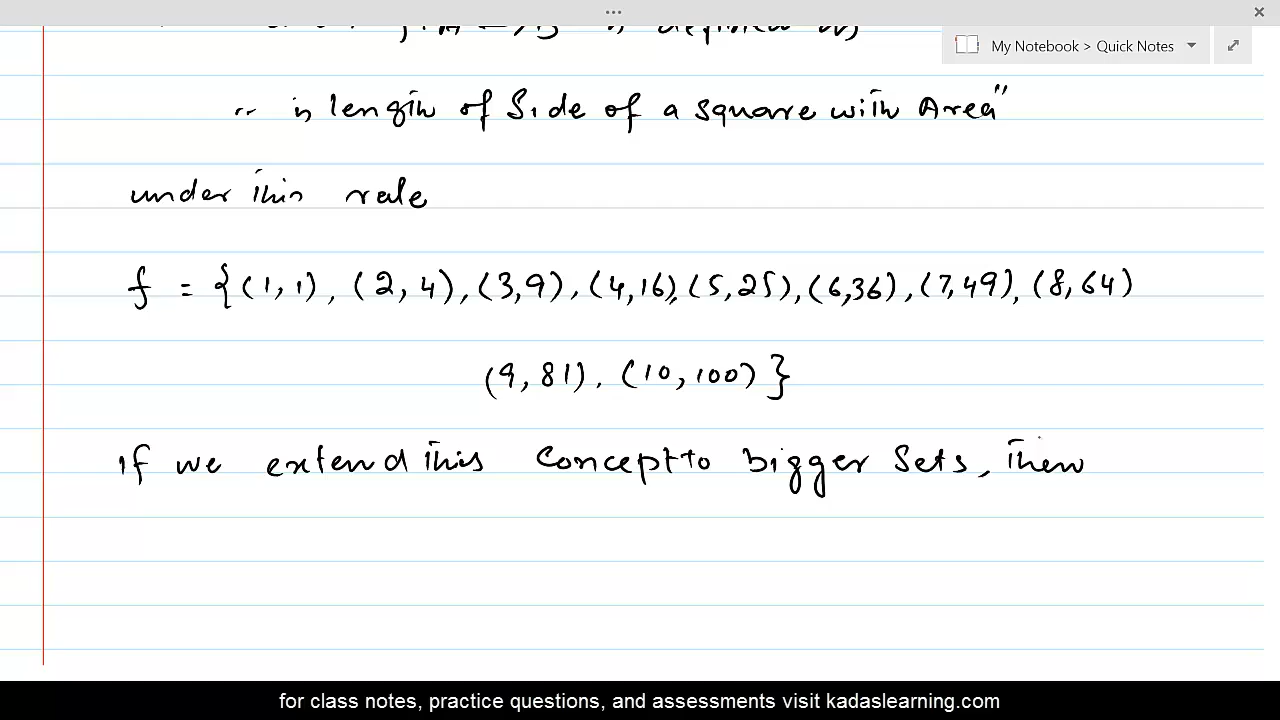 My Notebook > Quick Notes
" is length of Side of a square with Area"
under this rule
f = {(1,1), (2,4), (3,9), (4,16), (5,25), (6,36), (7,49), (8,64)
(9,81), (10,100)}
If we extend this Concept to bigger Sets, then
for class notes, practice questions, and assessments visit kadaslearning.com